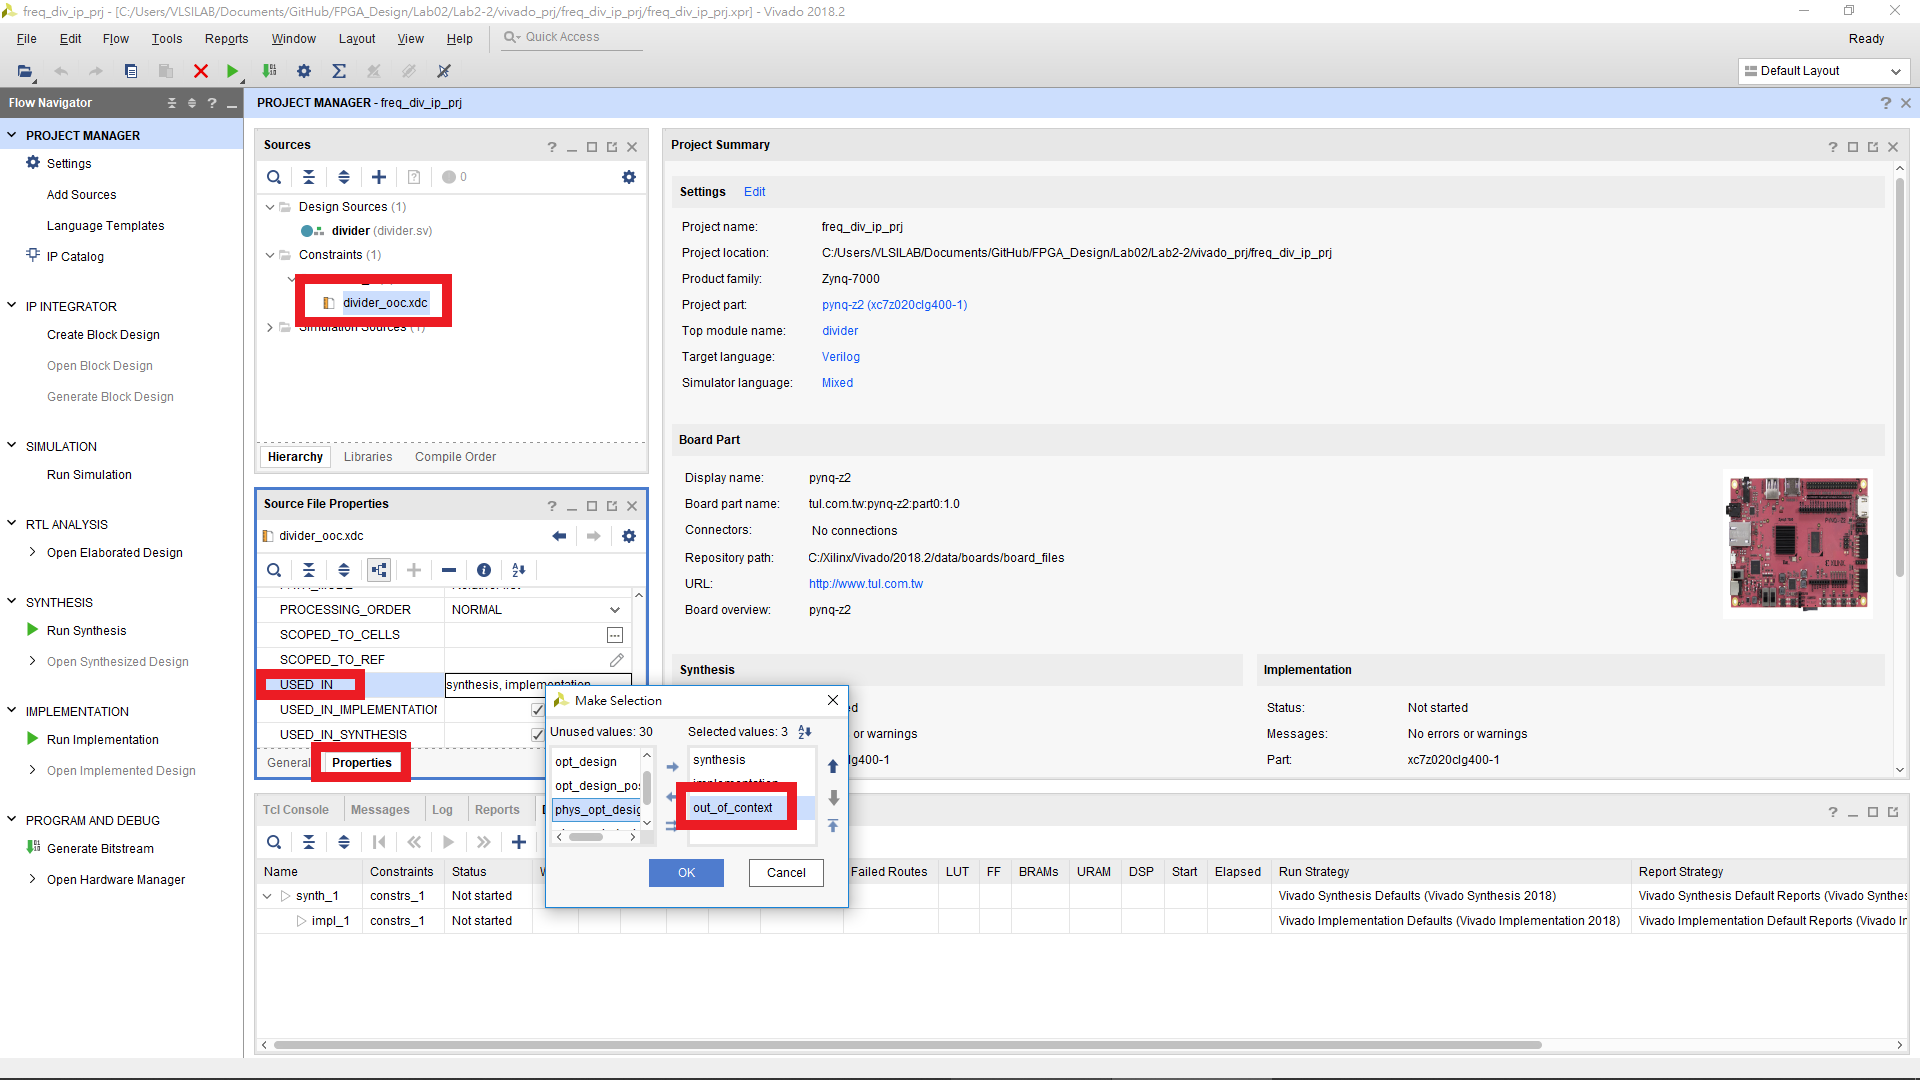 freq_div_ip_prj - [C:/Users/VLSILAB/Documents/GitHub/FPGA_Design/Lab02/Lab2-2/vivado_prj/freq_div_ip_prj/freq_div_ip_prj.xpr] - Vivado 2018.2
File Edit Flow Tools Reports Window Layout View Help Quick Access Ready
Default Layout
Flow Navigator
PROJECT MANAGER
Settings
Add Sources
Language Templates
IP Catalog
IP INTEGRATOR
Create Block Design
Open Block Design
Generate Block Design
SIMULATION
Run Simulation
RTL ANALYSIS
Open Elaborated Design
SYNTHESIS
Run Synthesis
Open Synthesized Design
IMPLEMENTATION
Run Implementation
Open Implemented Design
PROGRAM AND DEBUG
Generate Bitstream
Open Hardware Manager
PROJECT MANAGER - freq_div_ip_prj
Sources
0
Design Sources (1)
divider (divider.sv)
Constraints (1)
divider_ooc.xdc
Simulation Sources (1)
Hierarchy Libraries Compile Order
Source File Properties
divider_ooc.xdc
PROCESSING_ORDER NORMAL
SCOPED_TO_CELLS
SCOPED_TO_REF
USED_IN synthesis, implementation
USED_IN_IMPLEMENTATION
USED_IN_SYNTHESIS
General Properties
Project Summary
Settings Edit
Project name: freq_div_ip_prj
Project location: C:/Users/VLSILAB/Documents/GitHub/FPGA_Design/Lab02/Lab2-2/vivado_prj/freq_div_ip_prj
Product family: Zynq-7000
Project part: pynq-z2 (xc7z020clg400-1)
Top module name: divider
Target language: Verilog
Simulator language: Mixed
Board Part
Display name: pynq-z2
Board part name: tul.com.tw:pynq-z2:part0:1.0
Connectors: No connections
Repository path: C:/Xilinx/Vivado/2018.2/data/boards/board_files
URL: http://www.tul.com.tw
Board overview: pynq-z2
Synthesis
or warnings
Implementation
Status: Not started
Messages: No errors or warnings
Part: xc7z020clg400-1
Make Selection
Unused values: 30 Selected values: 3
opt_design
opt_design_pos
phys_opt_desig
synthesis
implementation
out_of_context
OK Cancel
Tcl Console Messages Log Reports
Name Constraints Status Failed Routes LUT FF BRAMs URAM DSP Start Elapsed Run Strategy Report Strategy
synth_1 constrs_1 Not started Vivado Synthesis Defaults (Vivado Synthesis 2018) Vivado Synthesis Default Reports (Vivado Synthes
impl_1 constrs_1 Not started Vivado Implementation Defaults (Vivado Implementation 2018) Vivado Implementation Default Reports (Vivado In